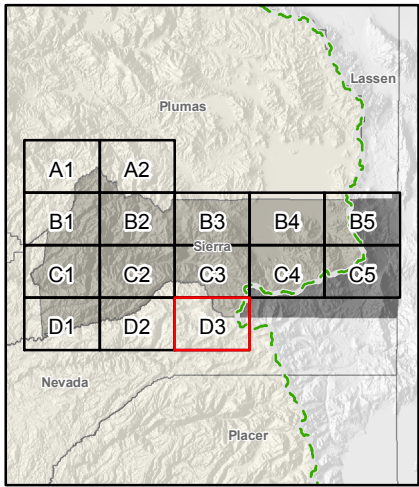 Lassen
Plumas
A1 A2
B1 B2 B3 B4 B5
Sierra
C1 C2 C3 C4 C5
D1 D2 D3
Nevada
Placer